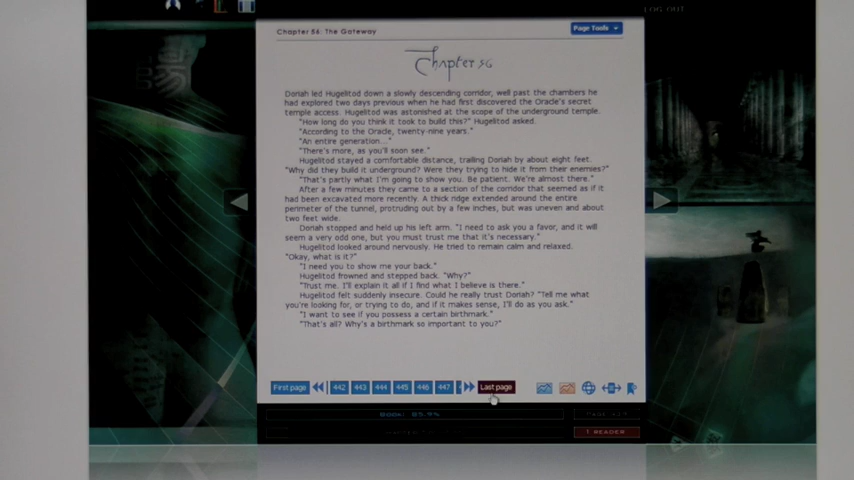 LOG OUT
Chapter 56: The Gateway
Page Tools
Chapter 56
Doriah led Hugelitod down a slowly descending corridor, well past the chambers he
had explored two days previous when he had first discovered the Oracle's secret
temple access. Hugelitod was astonished at the scope of the underground temple.
"How long do you think it took to build this?" Hugelitod asked.
"According to the Oracle, twenty-nine years."
"An entire generation..."
"There's more, as you'll soon see."
Hugelitod stayed a comfortable distance, trailing Doriah by about eight feet.
"Why did they build it underground? Were they trying to hide it from their enemies?"
"That's partly what I'm going to show you. Be patient. We're almost there."
After a few minutes they came to a section of the corridor that seemed as if it
had been excavated more recently. A thick ridge extended around the entire
perimeter of the tunnel, protruding out by a few inches, but was uneven and about
two feet wide.
Doriah stopped and held up his left arm. "I need to ask you a favor, and it will
seem a very odd one, but you must trust me that it's necessary."
Hugelitod looked around nervously. He tried to remain calm and relaxed.
"Okay, what is it?"
"I need you to show me your back."
Hugelitod frowned and stepped back. "Why?"
"Trust me. I'll explain it all if I find what I believe is there."
Hugelitod felt suddenly insecure. Could he really trust Doriah? "Tell me what
you're looking for, or trying to do, and if it makes sense, I'll do as you ask."
"I want to see if you possess a certain birthmark."
"That's all? Why's a birthmark so important to you?"
First page 442 443 444 445 446 447 Last page
Book: 85.9%
1 READER